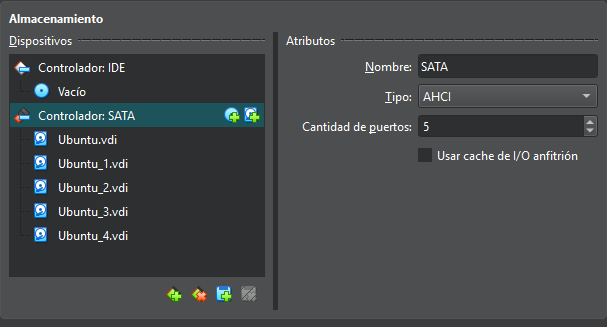 Almacenamiento
Dispositivos
Controlador: IDE
Vacío
Controlador: SATA
Ubuntu.vdi
Ubuntu_1.vdi
Ubuntu_2.vdi
Ubuntu_3.vdi
Ubuntu_4.vdi
Atributos
Nombre: SATA
Tipo: AHCI
Cantidad de puertos: 5
Usar cache de I/O anfitrión